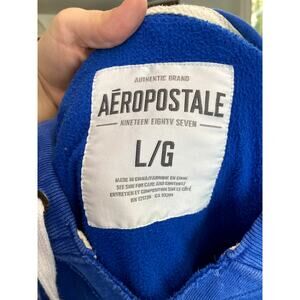 AUTHENTIC BRAND
AÉROPOSTALE
NINETEEN EIGHTY SEVEN
L/G
MADE IN CHINA/FABRIQUÉ EN CHINE
SEE SIDE FOR CARE AND CONTENT/
ENTRETIEN ET COMPOSITION SUR LE CÔTÉ